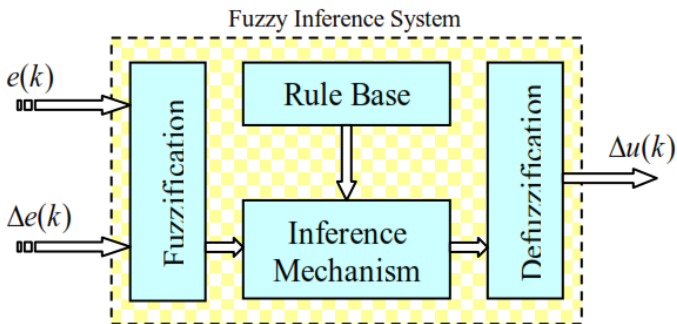 Fuzzy Inference System
e(k)
Δe(k)
Fuzzification
Rule Base
Inference
Mechanism
Defuzzification
Δu(k)